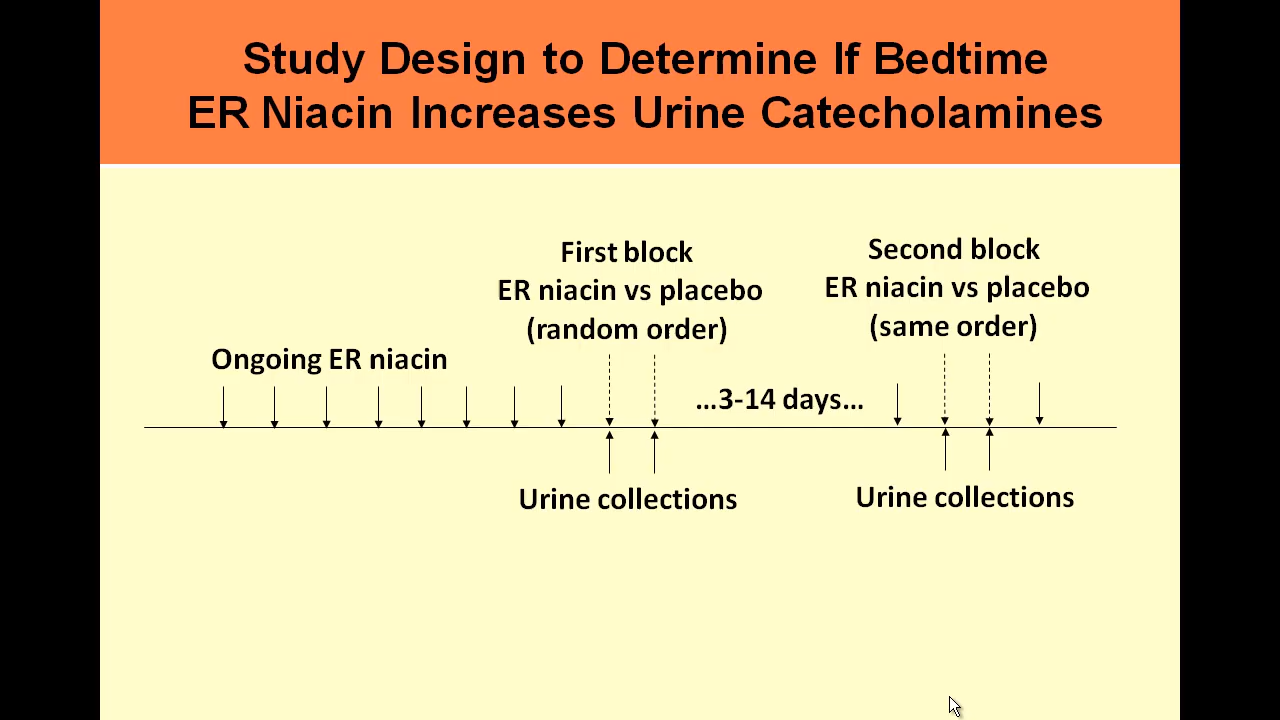 Study Design to Determine If Bedtime
ER Niacin Increases Urine Catecholamines
First block
ER niacin vs placebo
(random order)
Second block
ER niacin vs placebo
(same order)
Ongoing ER niacin
...3-14 days...
Urine collections
Urine collections